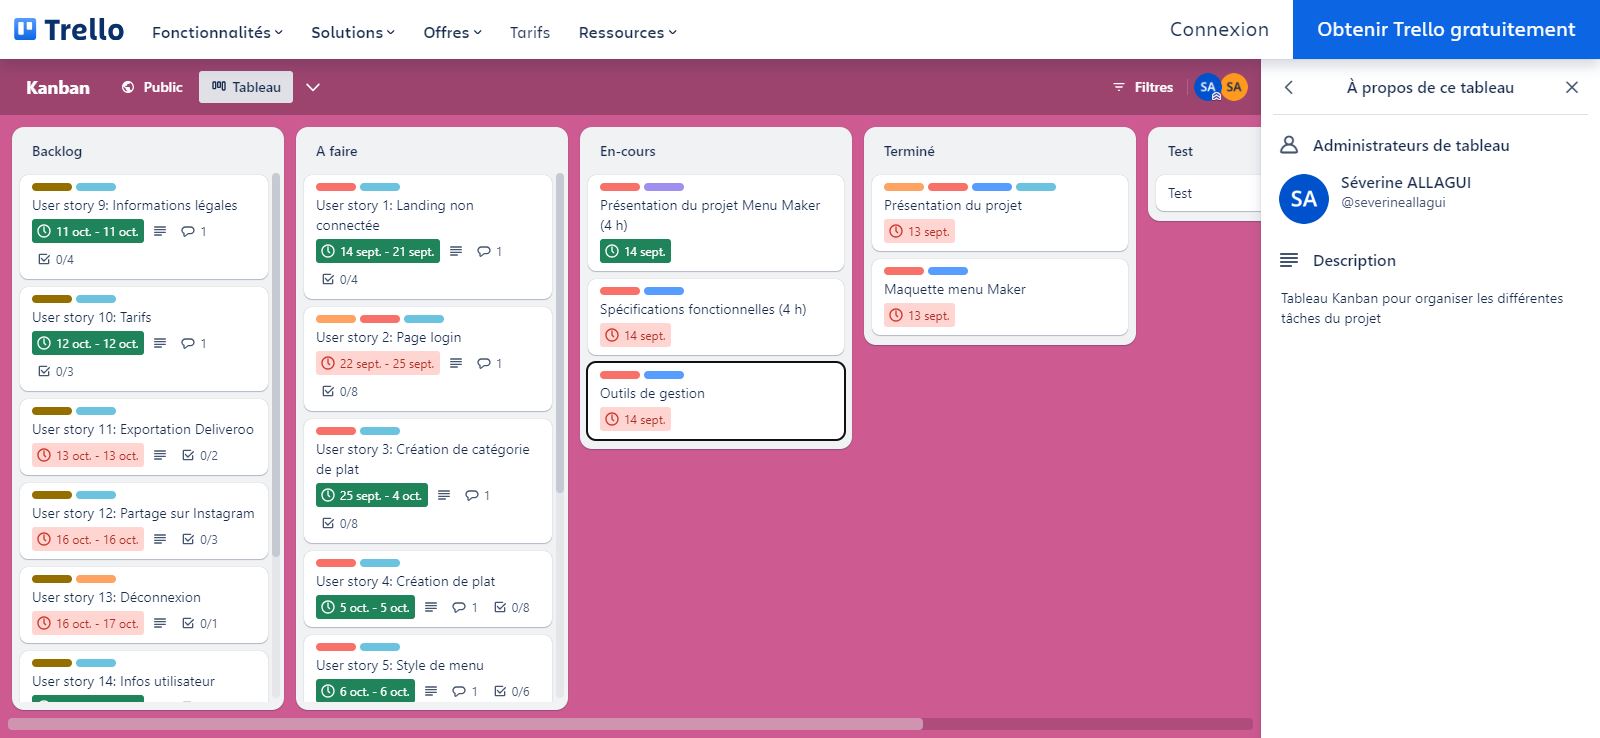 Trello
Fonctionnalités
Solutions
Offres
Tarifs
Ressources
Connexion
Obtenir Trello gratuitement
Kanban
Public
Tableau
Filtres
SA
SA
Backlog
User story 9: Informations légales
11 oct. - 11 oct.
1
0/4
User story 10: Tarifs
12 oct. - 12 oct.
1
0/3
User story 11: Exportation Deliveroo
13 oct. - 13 oct.
0/2
User story 12: Partage sur Instagram
16 oct. - 16 oct.
0/3
User story 13: Déconnexion
16 oct. - 17 oct.
0/1
User story 14: Infos utilisateur
A faire
User story 1: Landing non
connectée
14 sept. - 21 sept.
1
0/4
User story 2: Page login
22 sept. - 25 sept.
1
0/8
User story 3: Création de catégorie
de plat
25 sept. - 4 oct.
1
0/8
User story 4: Création de plat
5 oct. - 5 oct.
1
0/8
User story 5: Style de menu
6 oct. - 6 oct.
1
0/6
En-cours
Présentation du projet Menu Maker
(4 h)
14 sept.
Spécifications fonctionnelles (4 h)
14 sept.
Outils de gestion
14 sept.
Terminé
Présentation du projet
13 sept.
Maquette menu Maker
13 sept.
Test
Test
À propos de ce tableau
Administrateurs de tableau
SA
Séverine ALLAGUI
@severineallagui
Description
Tableau Kanban pour organiser les différentes
tâches du projet